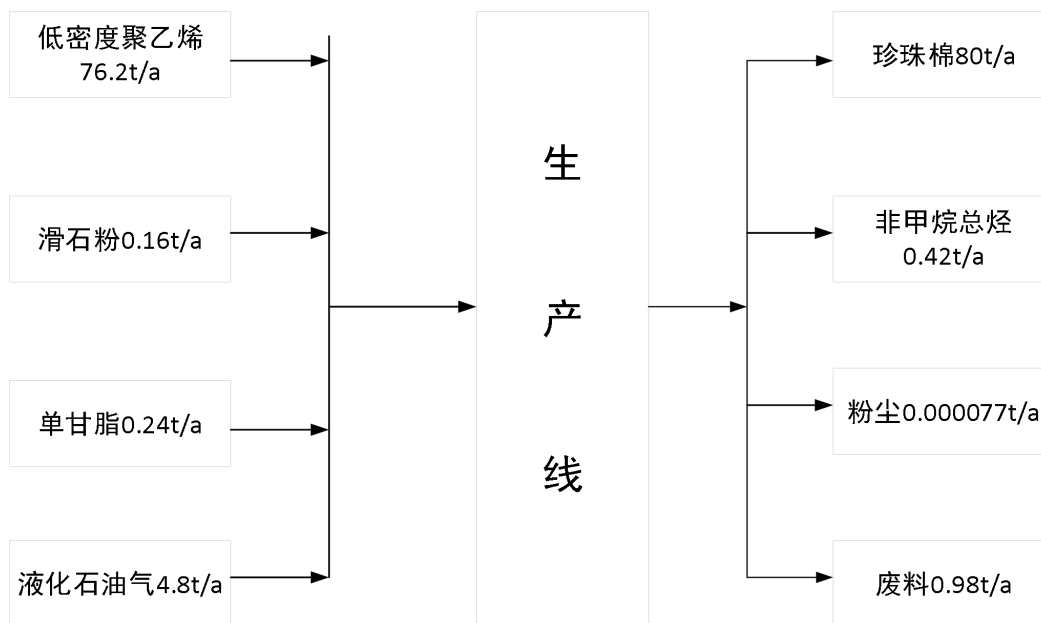 低密度聚乙烯
76.2t/a
滑石粉0.16t/a
单甘脂0.24t/a
液化石油气4.8t/a
生
产
线
珍珠棉80t/a
非甲烷总烃
0.42t/a
粉尘0.000077t/a
废料0.98t/a